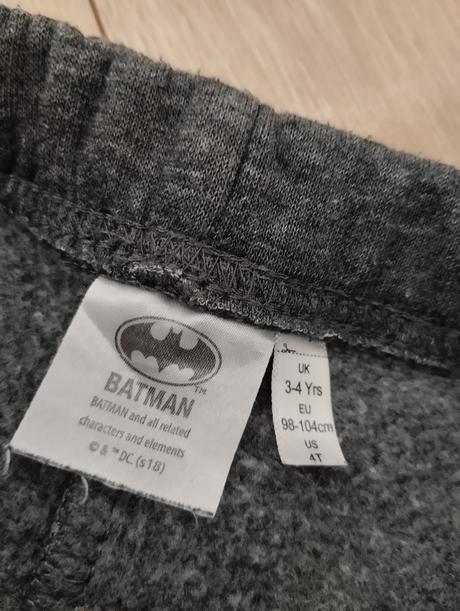 BATMAN™
BATMAN and all related
characters and elements
© & ™ DC. (s18)
UK
3-4 Yrs
EU
98-104cm
US
4T